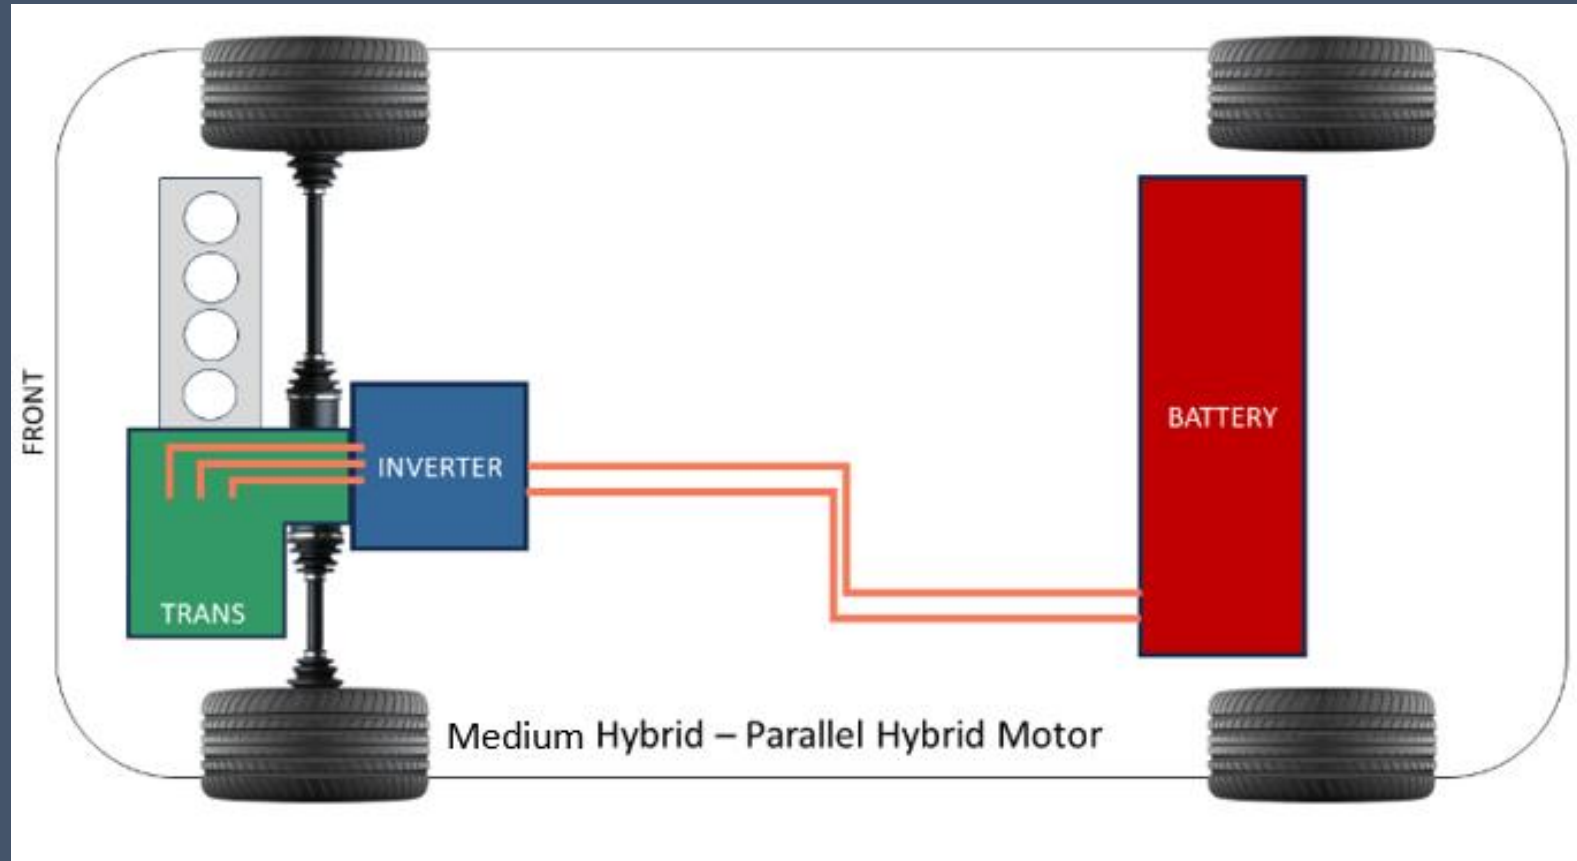 FRONT
INVERTER
BATTERY
TRANS
Medium Hybrid – Parallel Hybrid Motor